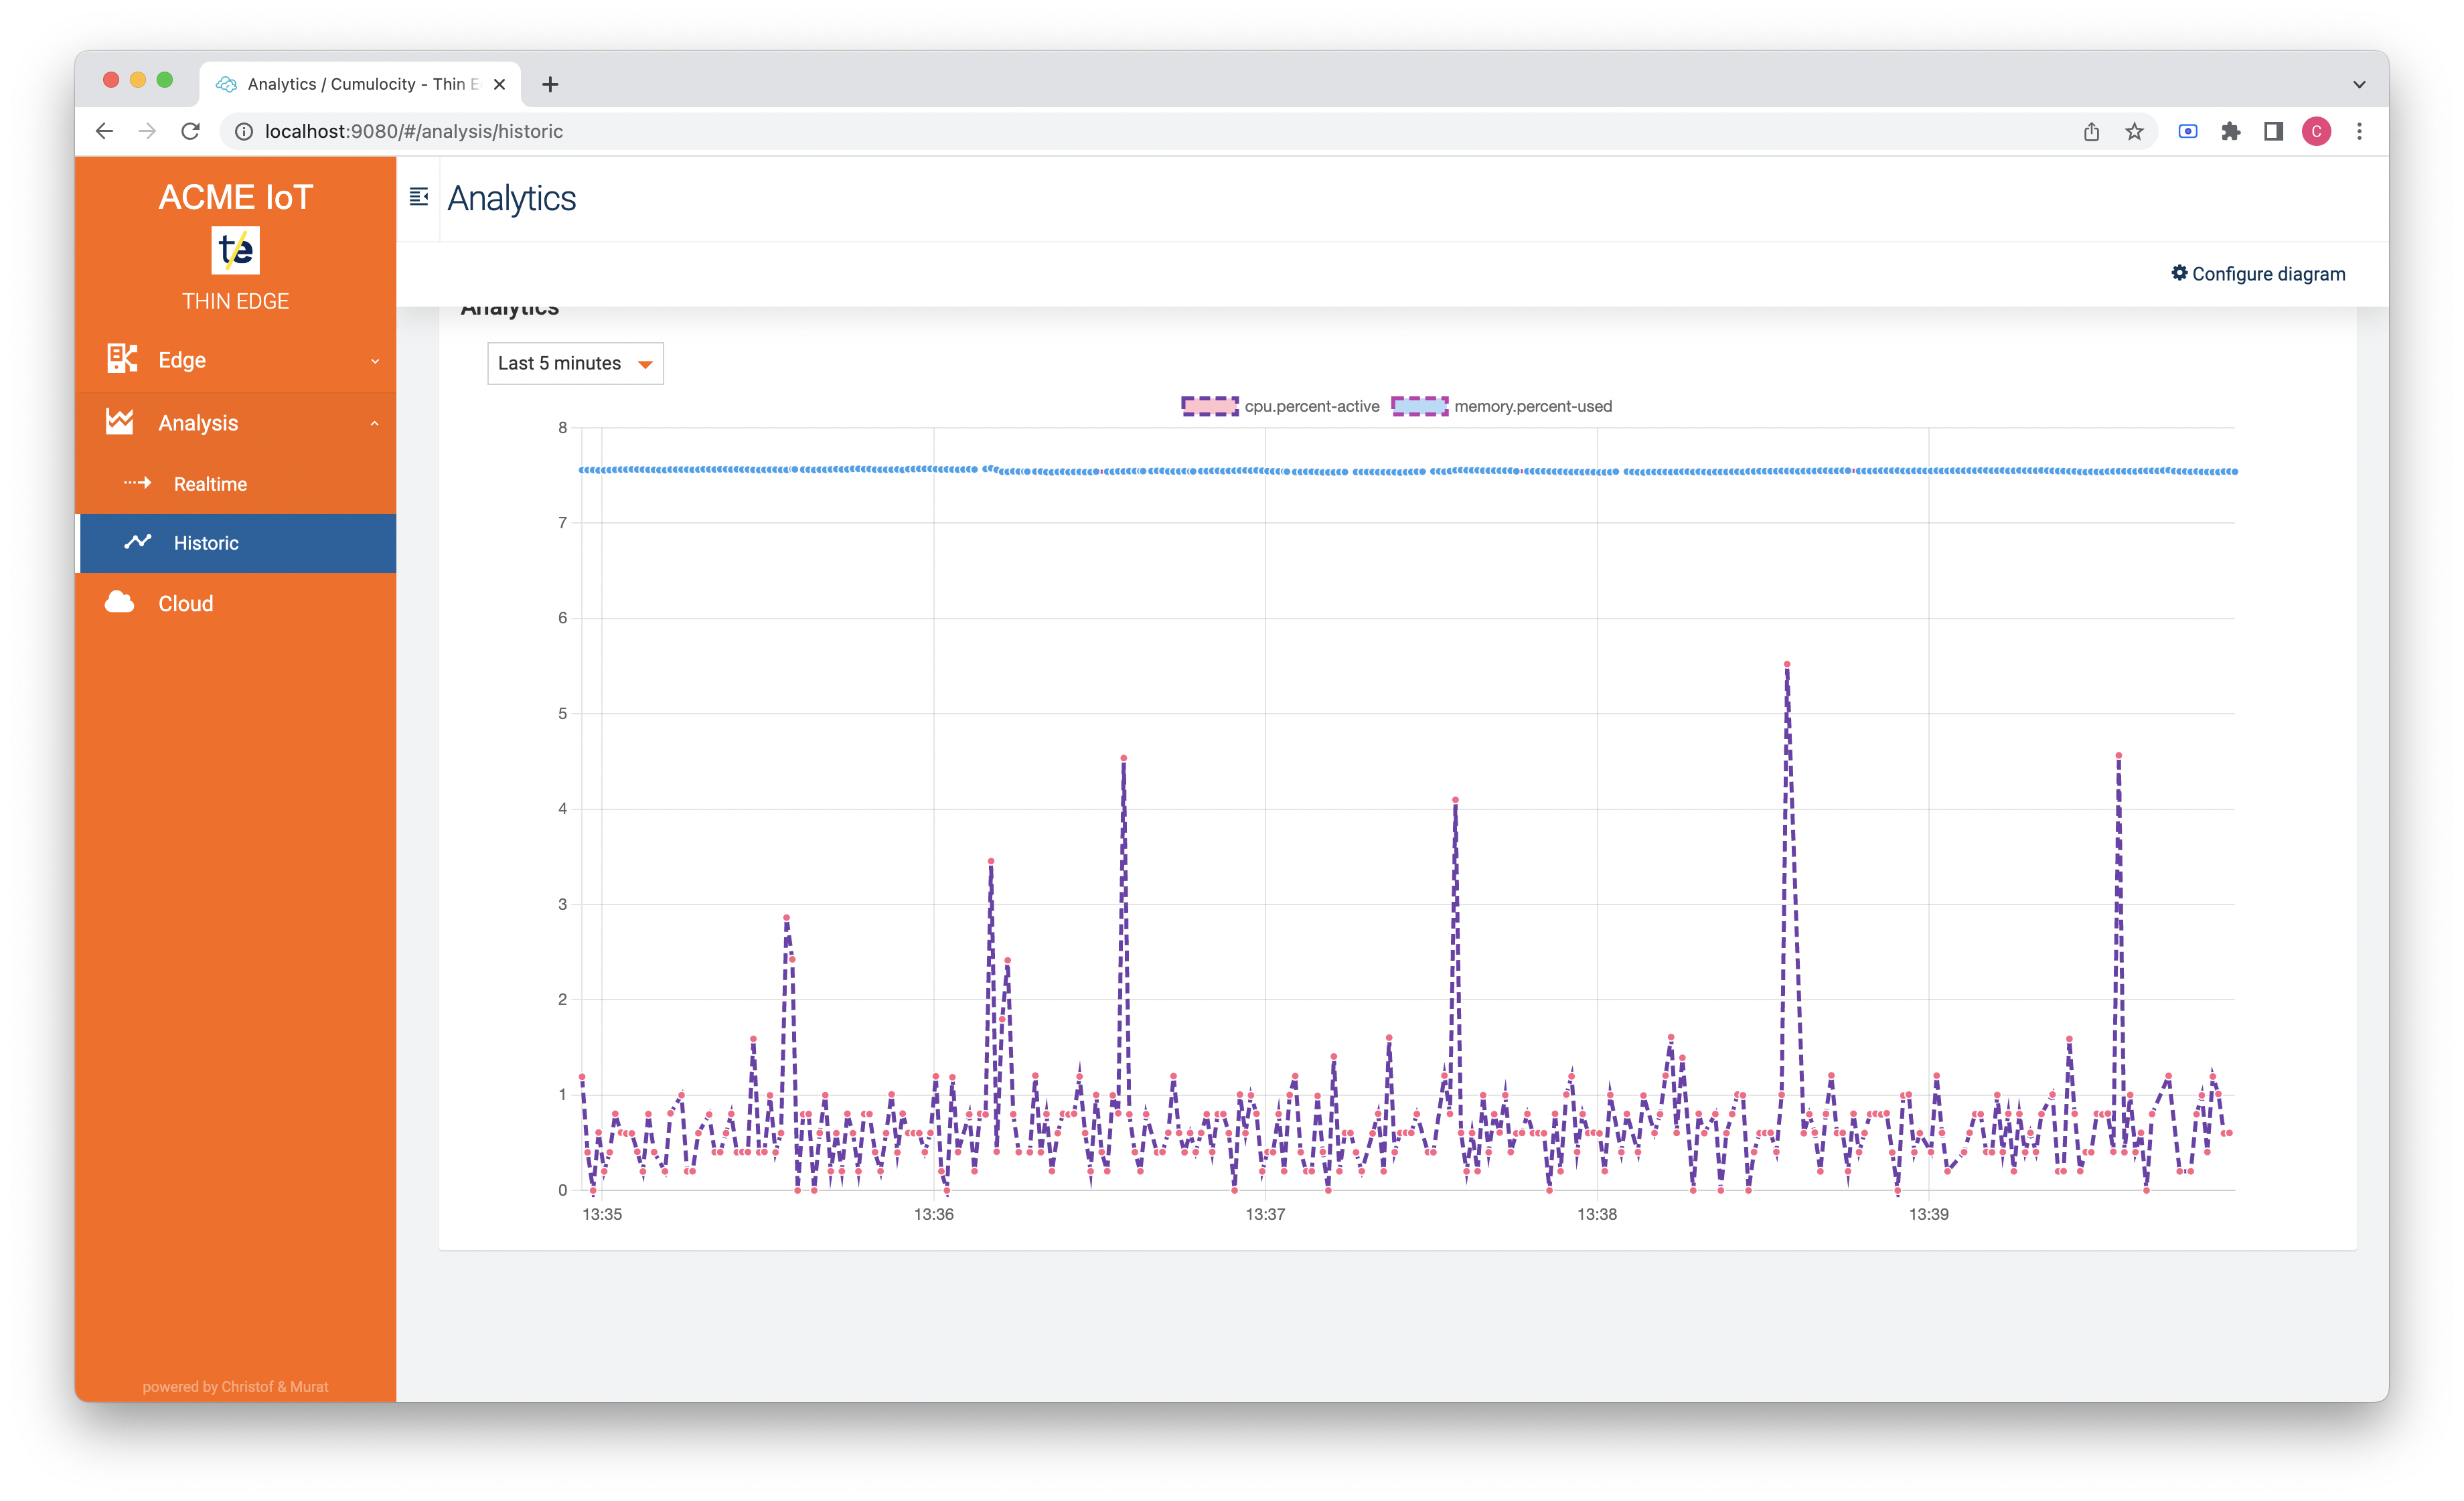 Analytics / Cumulocity - Thin E
localhost:9080/#/analysis/historic
C
ACME IoT
te
THIN EDGE
Edge
Analysis
Realtime
Historic
Cloud
powered by Christof & Murat
Analytics
Configure diagram
Analytics
Last 5 minutes
cpu.percent-active memory.percent-used
8
7
6
5
4
3
2
1
0
13:35 13:36 13:37 13:38 13:39